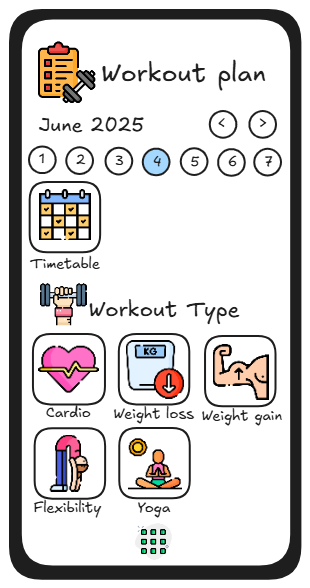 Workout plan
June 2025 < >
1 2 3 4 5 6 7
Timetable
Workout Type
KG
Cardio Weight loss Weight gain
Flexibility Yoga